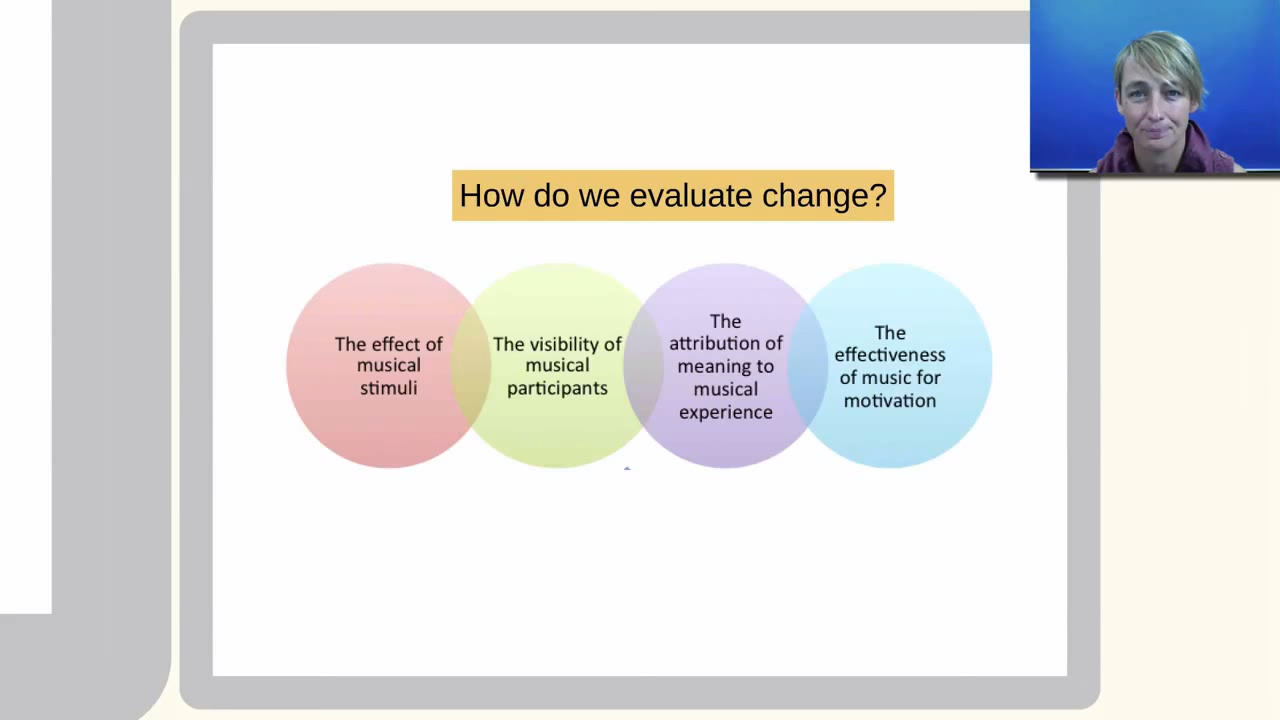 How do we evaluate change?
The effect of
musical
stimuli
The visibility of
musical
participants
The
attribution of
meaning to
musical
experience
The
effectiveness
of music for
motivation